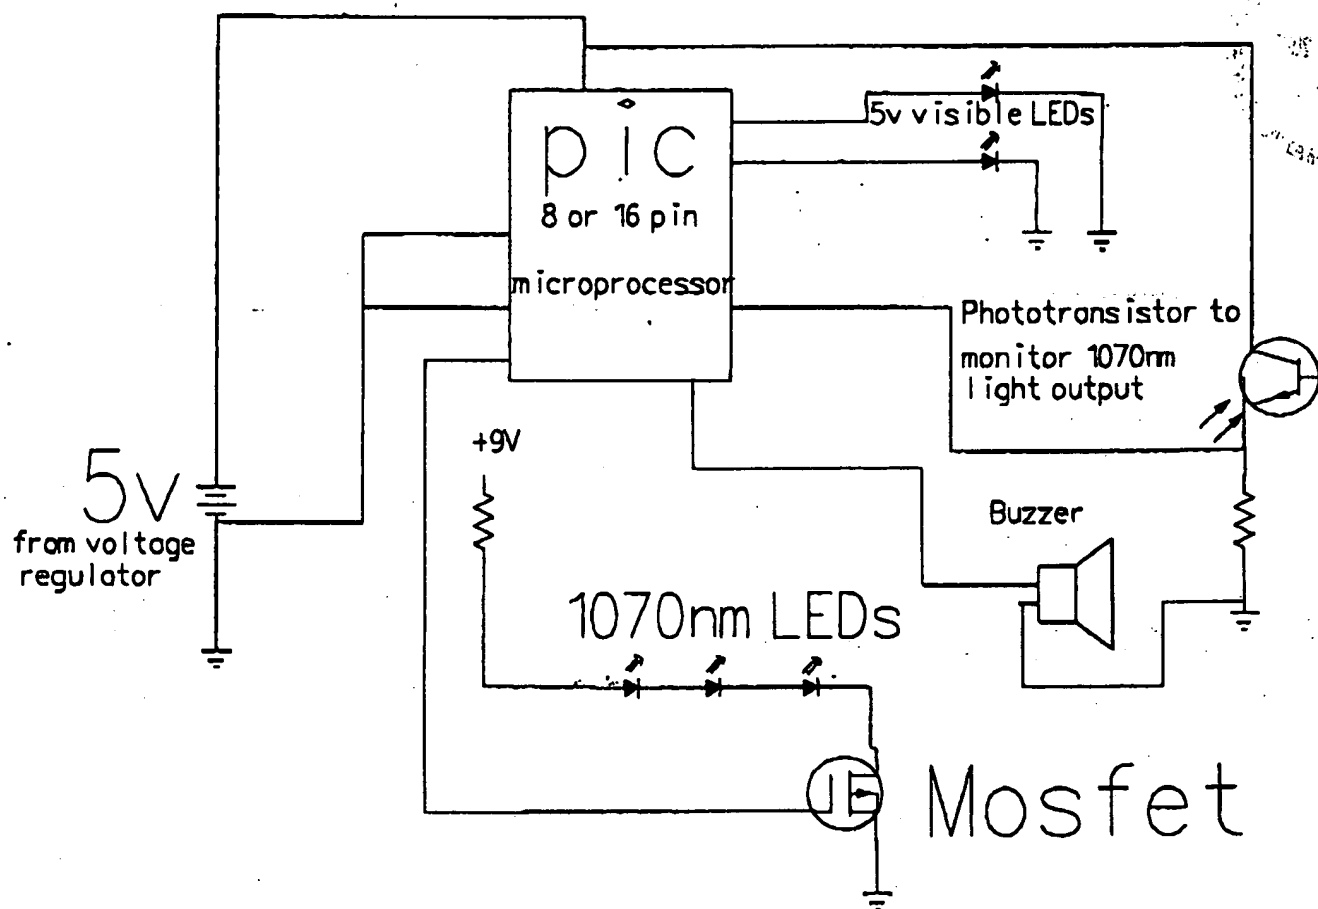 5v visible LEDs
pic
8 or 16 pin
microprocessor
Phototransistor to
monitor 1070nm
light output
+9V
5v
from voltage
regulator
Buzzer
1070nm LEDs
Mosfet